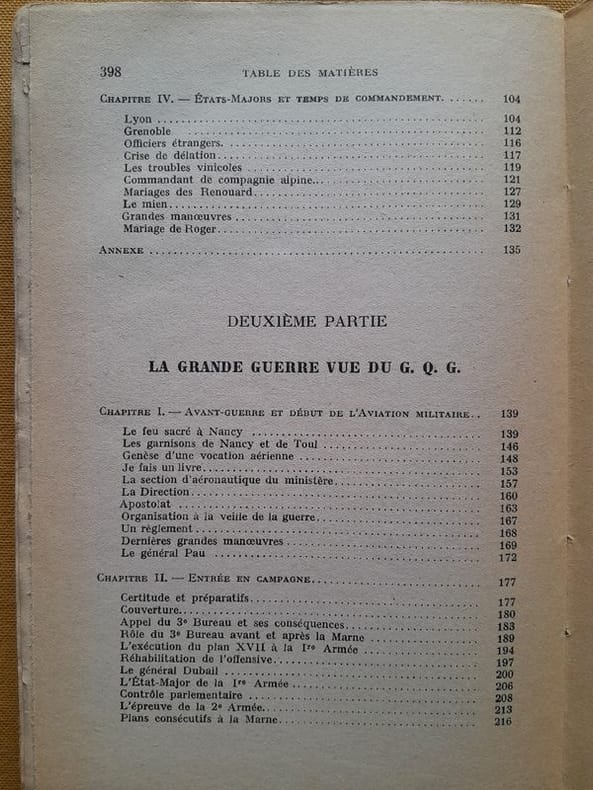 398 TABLE DES MATIÈRES
CHAPITRE IV. — ÉTATS-MAJORS ET TEMPS DE COMMANDEMENT. ...... 104
Lyon ........ 104
Grenoble ........ 112
Officiers étrangers. ........ 116
Crise de délation ........ 117
Les troubles vinicoles ........ 119
Commandant de compagnie alpine... ........ 121
Mariages des Renouard ........ 127
Le mien ........ 129
Grandes manœuvres ........ 131
Mariage de Roger ........ 132
ANNEXE ........ 135
DEUXIÈME PARTIE
LA GRANDE GUERRE VUE DU G. Q. G.
CHAPITRE I. — AVANT-GUERRE ET DÉBUT DE L'AVIATION MILITAIRE.. 139
Le feu sacré à Nancy ........ 139
Les garnisons de Nancy et de Toul ........ 146
Genèse d'une vocation aérienne ........ 148
Je fais un livre ........ 153
La section d'aéronautique du ministère ........ 157
La Direction ........ 160
Apostolat ........ 163
Organisation à la veille de la guerre ........ 167
Un règlement ........ 168
Dernières grandes manœuvres ........ 169
Le général Pau ........ 172
CHAPITRE II. — ENTRÉE EN CAMPAGNE ........ 177
Certitude et préparatifs ........ 177
Couverture ........ 180
Appel du 3e Bureau et ses conséquences ........ 183
Rôle du 3e Bureau avant et après la Marne ........ 189
L'exécution du plan XVII à la Ire Armée ........ 194
Réhabilitation de l'offensive ........ 197
Le général Dubail ........ 200
L'État-Major de la Ire Armée ........ 206
Contrôle parlementaire ........ 208
L'épreuve de la 2e Armée ........ 213
Plans consécutifs à la Marne ........ 216